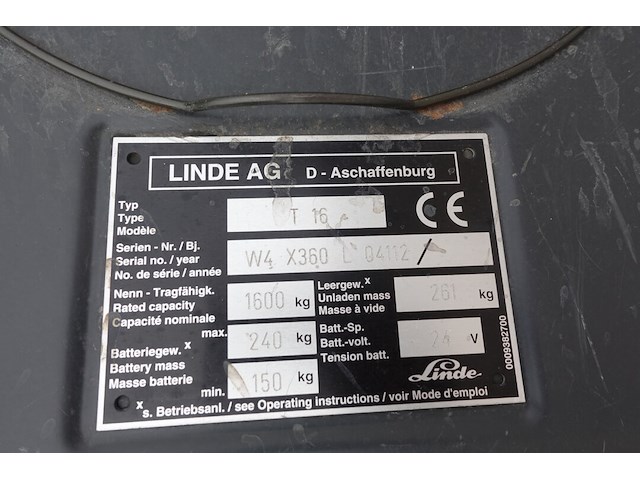 LINDE AG D - Aschaffenburg
Typ
Type
Modèle
T 16
CE
Serien - Nr. / Bj.
Serial no. / year
No. de série / année
W4 X360 L 04112 /
Nenn - Tragfähigk.
Rated capacity
Capacité nominale
1600 kg
Leergew. x
Unladen mass
Masse à vide
261 kg
Batteriegew. x
Battery mass
Masse batterie
max. 240 kg
min. 150 kg
Batt.-Sp.
Batt.-volt.
Tension batt.
24 V
Linde
0009382700
x s. Betriebsanl. / see Operating instructions / voir Mode d'emploi